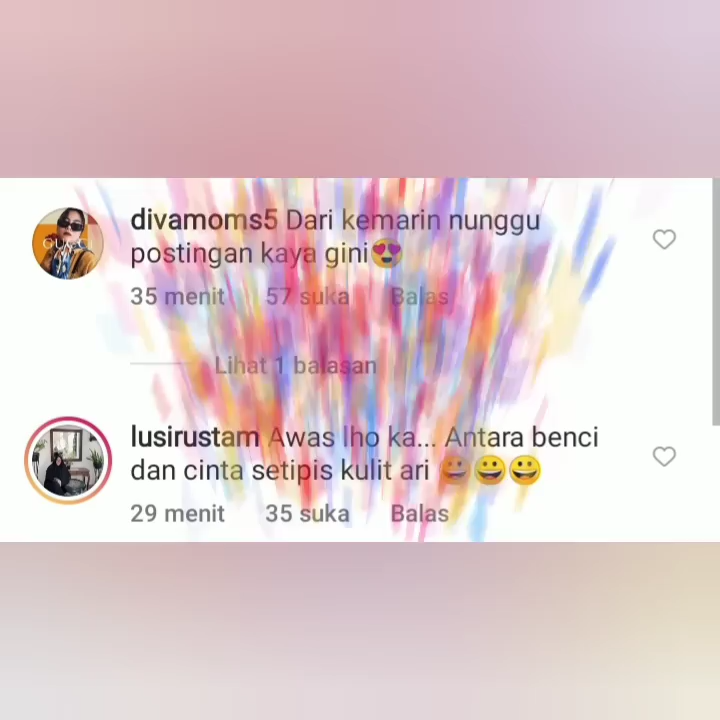 divamoms5 Dari kemarin nunggu
postingan kaya gini😍
35 menit 57 suka Balas
Lihat 1 balasan
lusirustam Awas lho ka... Antara benci
dan cinta setipis kulit ari 😀😀😀
29 menit 35 suka Balas